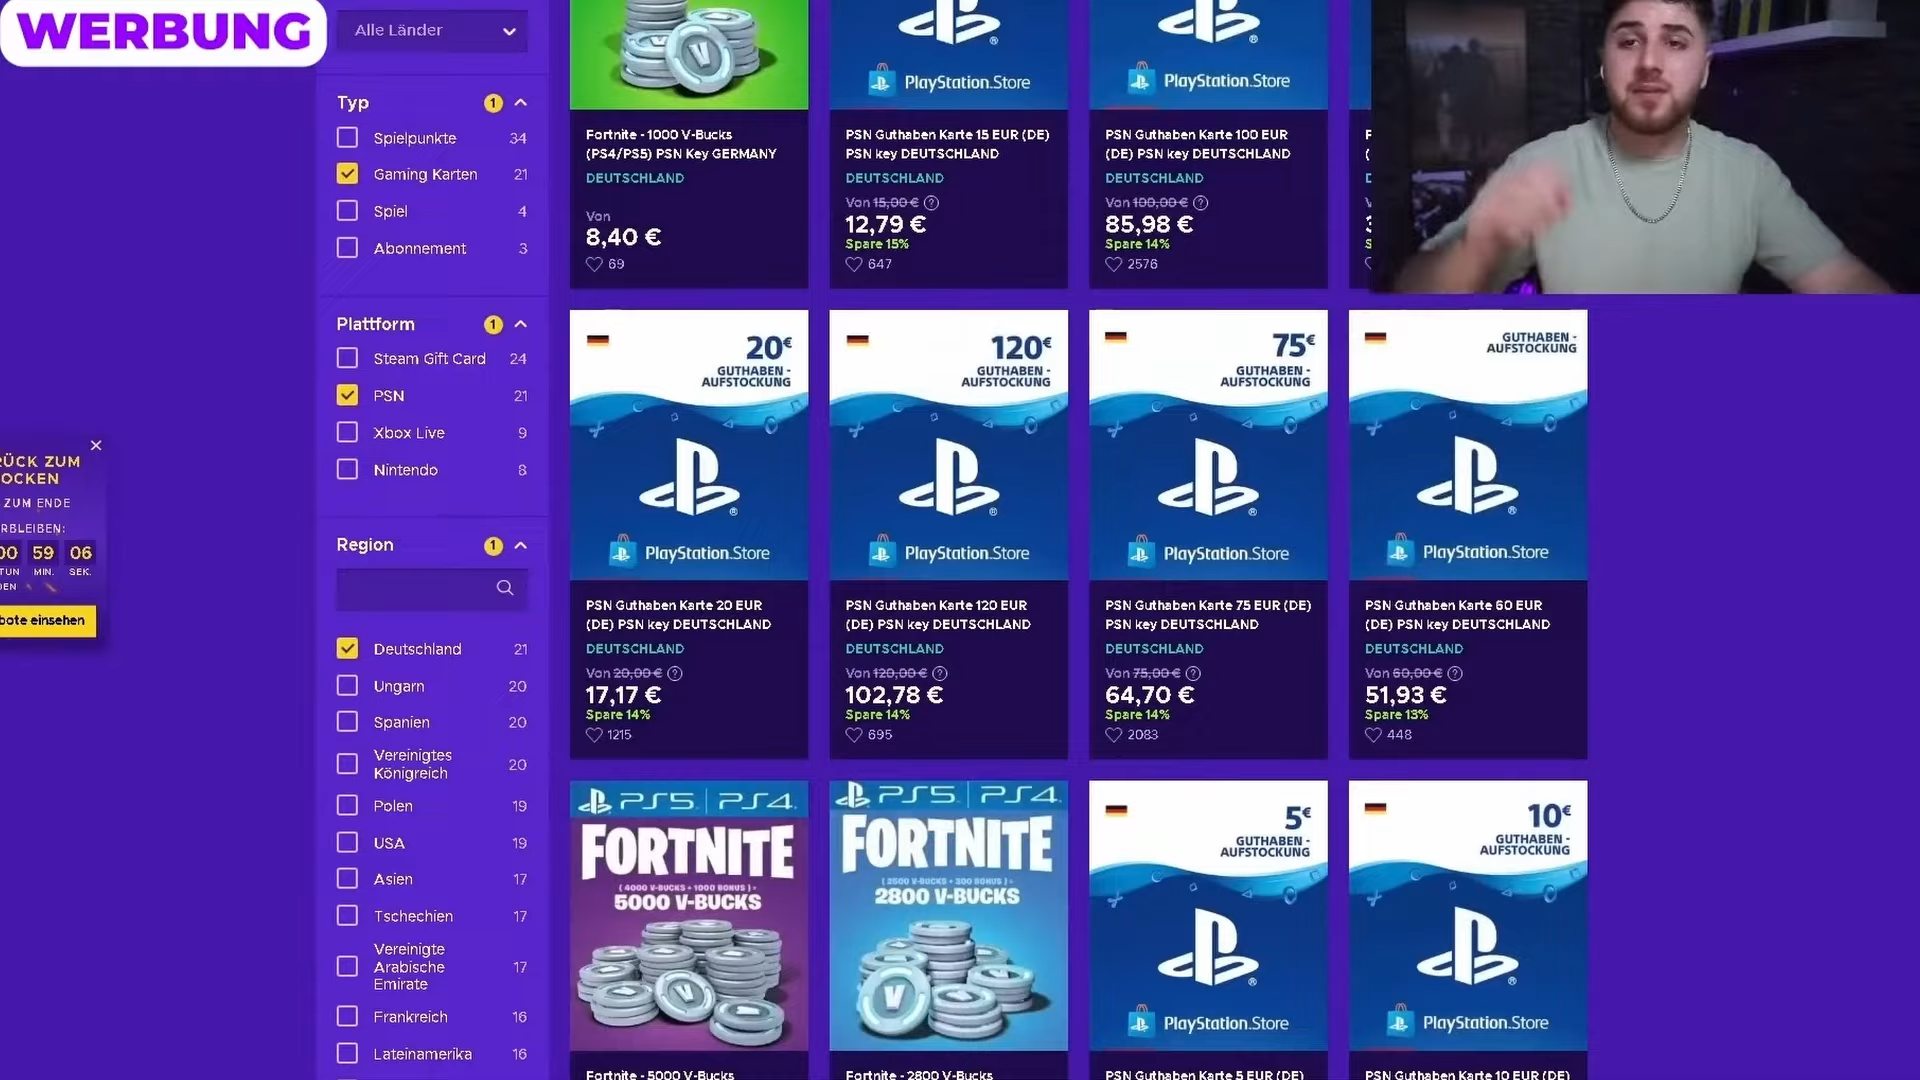 WERBUNG
Alle Länder
Typ
1
Spielpunkte 34
Gaming Karten 21
Spiel 4
Abonnement 3
Plattform
1
Steam Gift Card 24
PSN 21
Xbox Live 9
Nintendo 8
Region
1
Deutschland 21
Ungarn 20
Spanien 20
Vereinigtes
Königreich
20
Polen 19
USA 19
Asien 17
Tschechien 17
Vereinigte
Arabische
Emirate
17
Frankreich 16
Lateinamerika 16
ÜCK ZUM
OCKEN
ZUM ENDE
RBLEIBEN:
00 59 06
TUN MIN. SEK.
DEN
bote einsehen
V
Fortnite - 1000 V-Bucks
(PS4/PS5) PSN Key GERMANY
DEUTSCHLAND
Von
8,40 €
69
PlayStation.Store
PSN Guthaben Karte 15 EUR (DE)
PSN key DEUTSCHLAND
DEUTSCHLAND
Von 15,00 € ?
12,79 €
Spare 15%
647
PlayStation.Store
PSN Guthaben Karte 100 EUR
(DE) PSN key DEUTSCHLAND
DEUTSCHLAND
Von 100,00 € ?
85,98 €
Spare 14%
2576
20€
GUTHABEN -
AUFSTOCKUNG
PlayStation.Store
PSN Guthaben Karte 20 EUR
(DE) PSN key DEUTSCHLAND
DEUTSCHLAND
Von 20,00 € ?
17,17 €
Spare 14%
1215
120€
GUTHABEN -
AUFSTOCKUNG
PlayStation.Store
PSN Guthaben Karte 120 EUR
(DE) PSN key DEUTSCHLAND
DEUTSCHLAND
Von 120,00 € ?
102,78 €
Spare 14%
695
75€
GUTHABEN -
AUFSTOCKUNG
PlayStation.Store
PSN Guthaben Karte 75 EUR (DE)
PSN key DEUTSCHLAND
DEUTSCHLAND
Von 75,00 € ?
64,70 €
Spare 14%
2083
GUTHABEN -
AUFSTOCKUNG
PlayStation.Store
PSN Guthaben Karte 60 EUR
(DE) PSN key DEUTSCHLAND
DEUTSCHLAND
Von 60,00 € ?
51,93 €
Spare 13%
448
PS5 | PS4
FORTNITE
( 4000 V-BUCKS + 1000 BONUS ) =
5000 V-BUCKS
V
Fortnite - 5000 V-Bucks
PS5 | PS4
FORTNITE
( 2500 V-BUCKS + 300 BONUS ) =
2800 V-BUCKS
V
Fortnite - 2800 V-Bucks
5€
GUTHABEN -
AUFSTOCKUNG
PlayStation.Store
PSN Guthaben Karte 5 EUR (DE)
10€
GUTHABEN -
AUFSTOCKUNG
PlayStation.Store
PSN Guthaben Karte 10 EUR (DE)